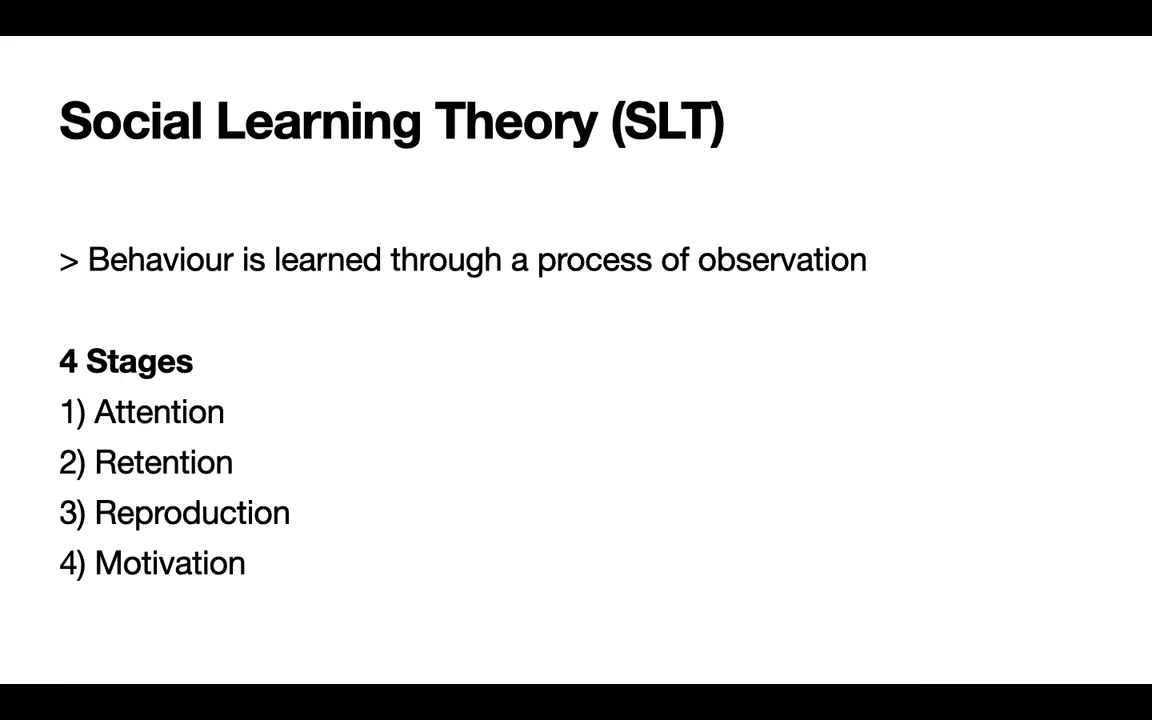 Social Learning Theory (SLT)
> Behaviour is learned through a process of observation
4 Stages
1) Attention
2) Retention
3) Reproduction
4) Motivation